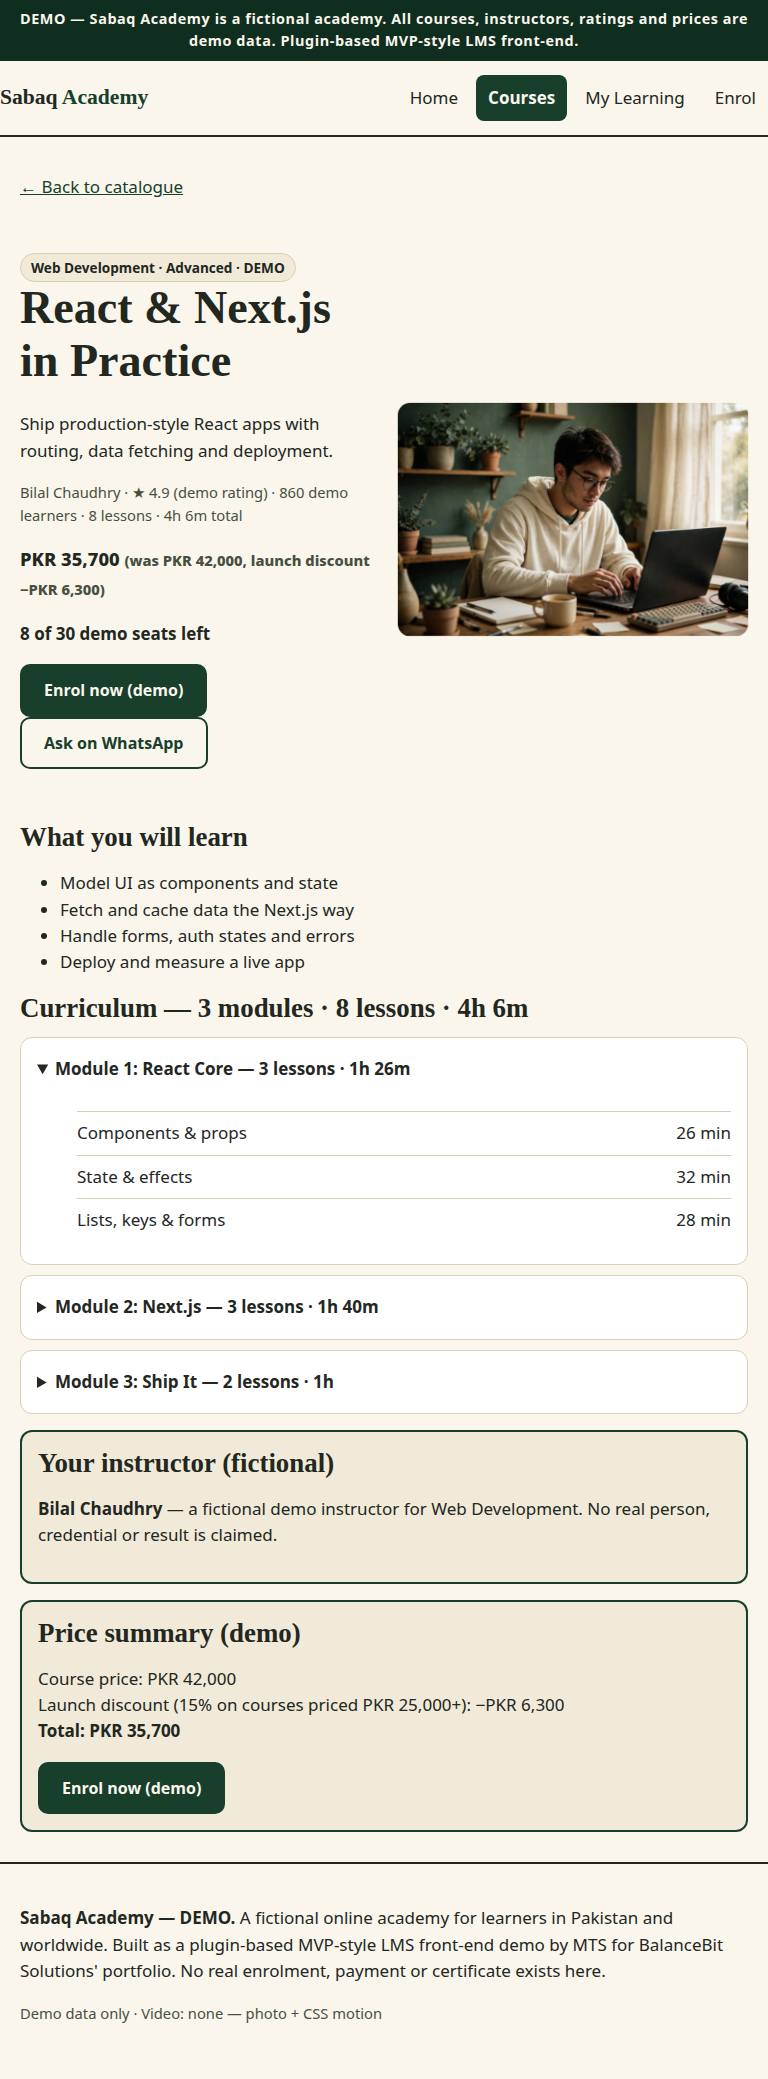 DEMO — Sabaq Academy is a fictional academy. All courses, instructors, ratings and prices are
demo data. Plugin-based MVP-style LMS front-end.
Sabaq Academy
Home
Courses
My Learning
Enrol
← Back to catalogue
Web Development · Advanced · DEMO
React & Next.js
in Practice
Ship production-style React apps with
routing, data fetching and deployment.
Bilal Chaudhry · ★ 4.9 (demo rating) · 860 demo
learners · 8 lessons · 4h 6m total
PKR 35,700 (was PKR 42,000, launch discount
−PKR 6,300)
8 of 30 demo seats left
Enrol now (demo)
Ask on WhatsApp
What you will learn
• Model UI as components and state
• Fetch and cache data the Next.js way
• Handle forms, auth states and errors
• Deploy and measure a live app
Curriculum — 3 modules · 8 lessons · 4h 6m
▼ Module 1: React Core — 3 lessons · 1h 26m
Components & props 26 min
State & effects 32 min
Lists, keys & forms 28 min
▶ Module 2: Next.js — 3 lessons · 1h 40m
▶ Module 3: Ship It — 2 lessons · 1h
Your instructor (fictional)
Bilal Chaudhry — a fictional demo instructor for Web Development. No real person,
credential or result is claimed.
Price summary (demo)
Course price: PKR 42,000
Launch discount (15% on courses priced PKR 25,000+): −PKR 6,300
Total: PKR 35,700
Enrol now (demo)
Sabaq Academy — DEMO. A fictional online academy for learners in Pakistan and
worldwide. Built as a plugin-based MVP-style LMS front-end demo by MTS for BalanceBit
Solutions' portfolio. No real enrolment, payment or certificate exists here.
Demo data only · Video: none — photo + CSS motion